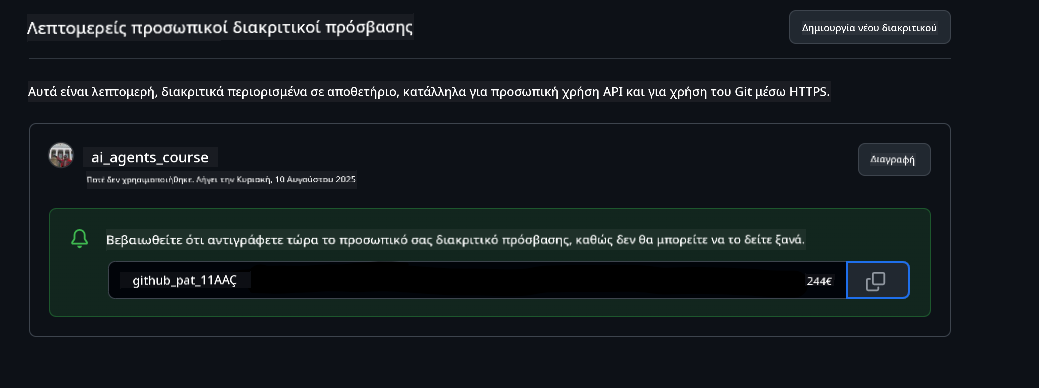 Λεπτομερείς προσωπικοί διακριτικοί πρόσβασης
Δημιουργία νέου διακριτικού
Αυτά είναι λεπτομερή, διακριτικά περιορισμένα σε αποθετήριο, κατάλληλα για προσωπική χρήση API και για χρήση του Git μέσω HTTPS.
ai_agents_course
Διαγραφή
Ποτέ δεν χρησιμοποιήθηκε. Λήγει την Κυριακή, 10 Αυγούστου 2025
Βεβαιωθείτε ότι αντιγράφετε τώρα το προσωπικό σας διακριτικό πρόσβασης, καθώς δεν θα μπορείτε να το δείτε ξανά.
github_pat_11AAÇ
244€